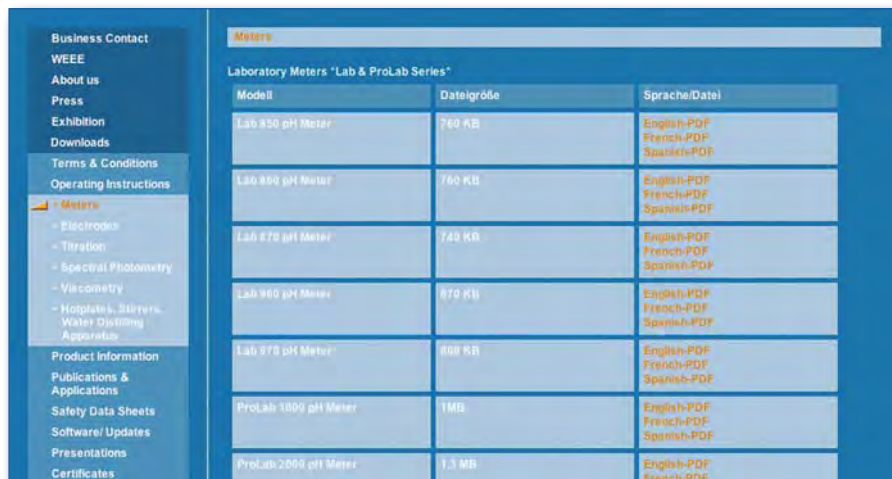 Business Contact
WEEE
About us
Press
Exhibition
Downloads
Terms & Conditions
Operating Instructions
- Meters
- Electrodes
- Titration
- Spectral Photometry
- Viscometry
- Hotplates, Stirrers,
Water Distilling
Apparatus
Product Information
Publications &
Applications
Safety Data Sheets
Software/ Updates
Presentations
Certificates
Meters
Laboratory Meters "Lab & ProLab Series"
Modell Dateigröße Sprache/Datei
Lab 850 pH Meter 760 KB English-PDF
French-PDF
Spanish-PDF
Lab 860 pH Meter 760 KB English-PDF
French-PDF
Spanish-PDF
Lab 870 pH Meter 740 KB English-PDF
French-PDF
Spanish-PDF
Lab 960 pH Meter 870 KB English-PDF
French-PDF
Spanish-PDF
Lab 970 pH Meter KB English-PDF
French-PDF
Spanish-PDF
ProLab pH Meter 1MB English-PDF
French-PDF
Spanish-PDF
ProLab 2000 pH Meter 1,3 MB English-PDF
French-PDF